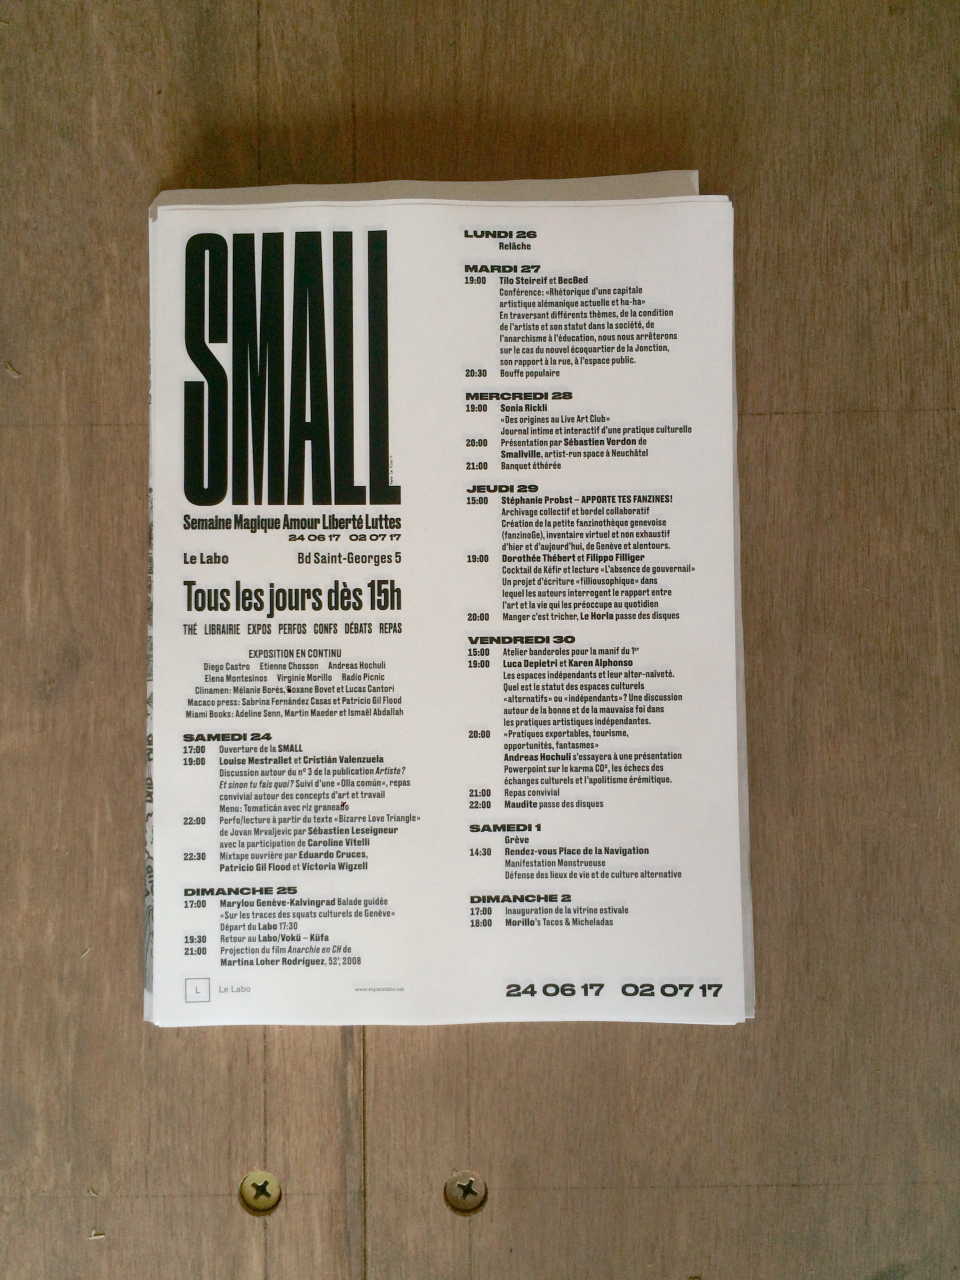 SMALL
Semaine Magique Amour Liberté Luttes
24 06 17 02 07 17
Le Labo Bd Saint-Georges 5
Tous les jours dès 15h
THÉ LIBRAIRIE EXPOS PERFOS CONFS DÉBATS REPAS
EXPOSITION EN CONTINU
Diego Castro Etienne Chosson Andreas Hochuli
Elena Montesinos Virginie Morillo Radio Picnic
Clinamen: Mélanie Borès, Roxane Bovet et Lucas Cantori
Macaco press: Sabrina Fernández Casas et Patricio Gil Flood
Miami Books: Adeline Senn, Martin Maeder et Ismaël Abdallah
SAMEDI 24
17:00 Ouverture de la SMALL
19:00 Louise Mestrallet et Cristián Valenzuela
Discussion autour du nº 3 de la publication Artiste?
Et sinon tu fais quoi? Suivi d'une «Olla común», repas
convivial autour des concepts d'art et travail
Menu: Tomaticán avec riz graneado
22:00 Perfo/lecture à partir du texte «Bizarre Love Triangle»
de Jovan Mrvaljevic par Sébastien Leseigneur
avec la participation de Caroline Vitelli
22:30 Mixtape ouvrière par Eduardo Cruces,
Patricio Gil Flood et Victoria Wigzell
DIMANCHE 25
17:00 Marylou Genève-Kalvingrad Balade guidée
«Sur les traces des squats culturels de Genève»
Départ du Labo 17:30
19:30 Retour au Labo/Vokü – Küfa
21:00 Projection du film Anarchie en CH de
Martina Loher Rodríguez, 52', 2008
L Le Labo www.espacelabo.net
LUNDI 26
Relâche
MARDI 27
19:00 Tilo Steireif et BecBed
Conférence: «Rhétorique d'une capitale
artistique alémanique actuelle et ha-ha»
En traversant différents thèmes, de la condition
de l'artiste et son statut dans la société, de
l'anarchisme à l'éducation, nous nous arrêterons
sur le cas du nouvel écoquartier de la Jonction,
son rapport à la rue, à l'espace public.
20:30 Bouffe populaire
MERCREDI 28
19:00 Sonia Rickli
«Des origines au Live Art Club»
Journal intime et interactif d'une pratique culturelle
20:00 Présentation par Sébastien Verdon de
Smallville, artist-run space à Neuchâtel
21:00 Banquet éthérée
JEUDI 29
15:00 Stéphanie Probst – APPORTE TES FANZINES!
Archivage collectif et bordel collaboratif
Création de la petite fanzinothèque genevoise
(fanzinoGe), inventaire virtuel et non exhaustif
d'hier et d'aujourd'hui, de Genève et alentours.
19:00 Dorothée Thébert et Filippo Filliger
Cocktail de Kéfir et lecture «L'absence de gouvernail»
Un projet d'écriture «filliousophique» dans
lequel les auteurs interrogent le rapport entre
l'art et la vie qui les préoccupe au quotidien
20:00 Manger c'est tricher, Le Horla passe des disques
VENDREDI 30
15:00 Atelier banderoles pour la manif du 1er
19:00 Luca Depietri et Karen Alphonso
Les espaces indépendants et leur alter-naïveté.
Quel est le statut des espaces culturels
«alternatifs» ou «indépendants»? Une discussion
autour de la bonne et de la mauvaise foi dans
les pratiques artistiques indépendantes.
20:00 «Pratiques exportables, tourisme,
opportunités, fantasmes»
Andreas Hochuli s'essayera à une présentation
Powerpoint sur le karma CO², les échecs des
échanges culturels et l'apolitisme érémitique.
21:00 Repas convivial
22:00 Maudite passe des disques
SAMEDI 1
Grève
14:30 Rendez-vous Place de la Navigation
Manifestation Monstrueuse
Défense des lieux de vie et de culture alternative
DIMANCHE 2
17:00 Inauguration de la vitrine estivale
18:00 Morillo's Tacos & Micheladas
24 06 17 02 07 17